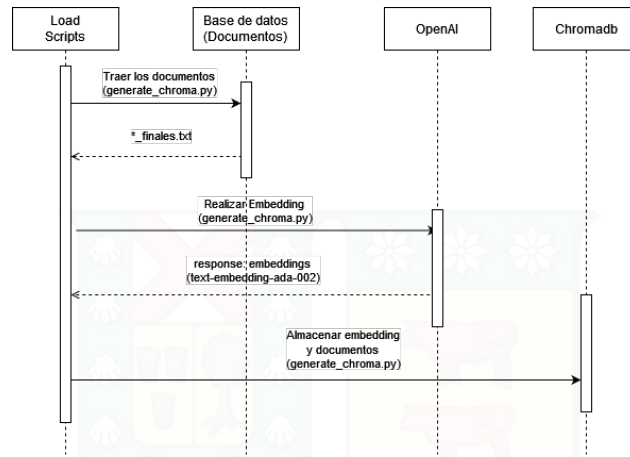 Load
Scripts
Base de datos
(Documentos)
OpenAI
Chromadb
Traer los documentos
(generate_chroma.py)
*_finales.txt
Realizar Embedding
(generate_chroma.py)
response: embeddings
(text-embedding-ada-002)
Almacenar embedding
y documentos
(generate_chroma.py)